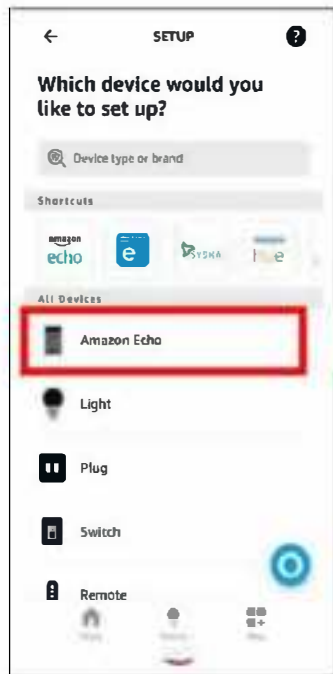 SETUP
Which device would you
like to set up?
Device type or brand
Shortcuts
amazon
echo
e
SYSKA
All Devices
Amazon Echo
Light
Plug
Switch
Remote